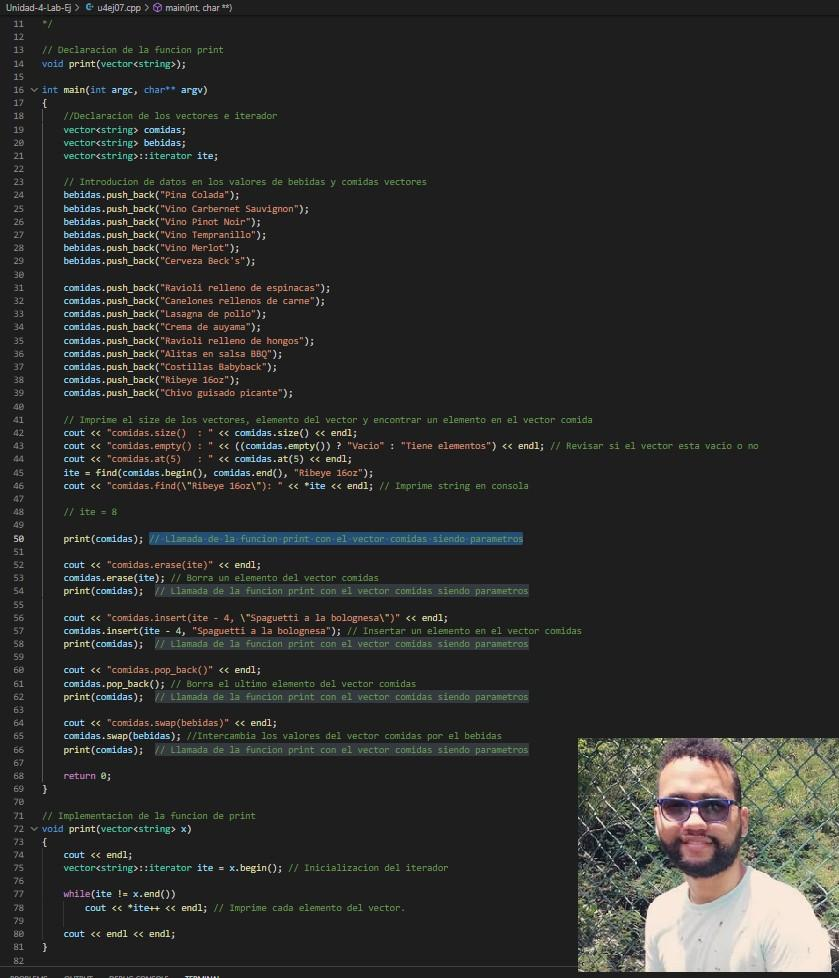 Unidad-4-Lab-Ej > u4ej07.cpp > main(int, char **)
11 */
12
13 // Declaracion de la funcion print
14 void print(vector<string>);
15
16 int main(int argc, char** argv)
17 {
18 //Declaracion de los vectores e iterador
19 vector<string> comidas;
20 vector<string> bebidas;
21 vector<string>::iterator ite;
22
23 // Introducion de datos en los valores de bebidas y comidas vectores
24 bebidas.push_back("Pina Colada");
25 bebidas.push_back("Vino Carbernet Sauvignon");
26 bebidas.push_back("Vino Pinot Noir");
27 bebidas.push_back("Vino Tempranillo");
28 bebidas.push_back("Vino Merlot");
29 bebidas.push_back("Cerveza Beck's");
30
31 comidas.push_back("Ravioli relleno de espinacas");
32 comidas.push_back("Canelones rellenos de carne");
33 comidas.push_back("Lasagna de pollo");
34 comidas.push_back("Crema de auyama");
35 comidas.push_back("Ravioli relleno de hongos");
36 comidas.push_back("Alitas en salsa BBQ");
37 comidas.push_back("Costillas Babyback");
38 comidas.push_back("Ribeye 16oz");
39 comidas.push_back("Chivo guisado picante");
40
41 // Imprime el size de los vectores, elemento del vector y encontrar un elemento en el vector comida
42 cout << "comidas.size()  : " << comidas.size() << endl;
43 cout << "comidas.empty() : " << ((comidas.empty()) ? "Vacio" : "Tiene elementos") << endl; // Revisar si el vector esta vacio o no
44 cout << "comidas.at(5)   : " << comidas.at(5) << endl;
45 ite = find(comidas.begin(), comidas.end(), "Ribeye 16oz");
46 cout << "comidas.find(\"Ribeye 16oz\"): " << *ite << endl; // Imprime string en consola
47
48 // ite = 8
49
50 print(comidas); // Llamada de la funcion print con el vector comidas siendo parametros
51
52 cout << "comidas.erase(ite)" << endl;
53 comidas.erase(ite); // Borra un elemento del vector comidas
54 print(comidas);  // Llamada de la funcion print con el vector comidas siendo parametros
55
56 cout << "comidas.insert(ite - 4, \"Spaguetti a la bolognesa\")" << endl;
57 comidas.insert(ite - 4, "Spaguetti a la bolognesa"); // Insertar un elemento en el vector comidas
58 print(comidas);  // Llamada de la funcion print con el vector comidas siendo parametros
59
60 cout << "comidas.pop_back()" << endl;
61 comidas.pop_back(); // Borra el ultimo elemento del vector comidas
62 print(comidas);  // Llamada de la funcion print con el vector comidas siendo parametros
63
64 cout << "comidas.swap(bebidas)" << endl;
65 comidas.swap(bebidas); //Intercambia los valores del vector comidas por el bebidas
66 print(comidas);  // Llamada de la funcion print con el vector comidas siendo parametros
67
68 return 0;
69 }
70
71 // Implementacion de la funcion de print
72 void print(vector<string> x)
73 {
74 cout << endl;
75 vector<string>::iterator ite = x.begin(); // Inicializacion del iterador
76
77 while(ite != x.end())
78 cout << *ite++ << endl; // Imprime cada elemento del vector.
79
80 cout << endl << endl;
81 }
82